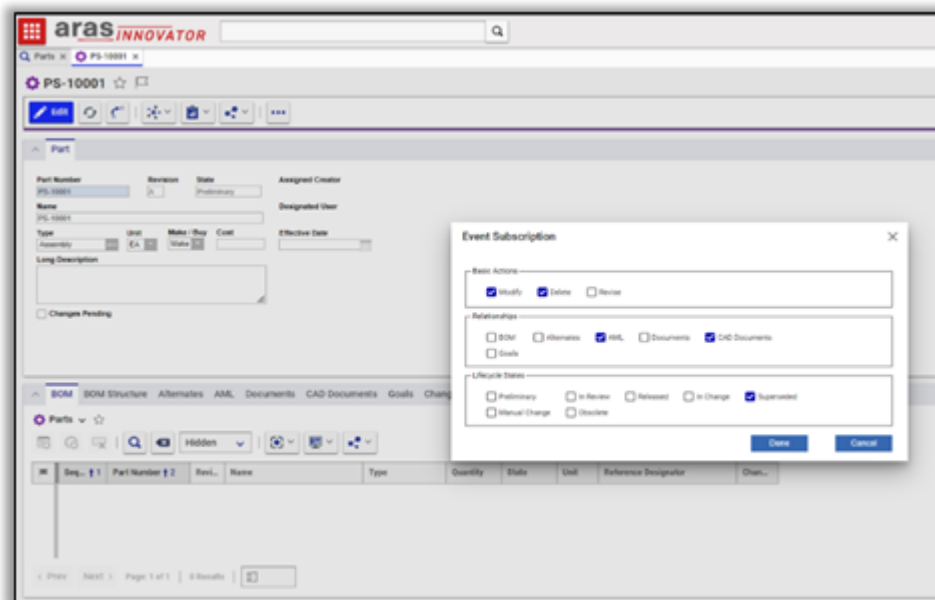 aras INNOVATOR
Parts × PS-10001 ×
PS-10001
Edit
Part
Part Number Revision State Assigned Creator
PS-10001 A Preliminary
Name Designated User
PS-10001
Type Unit Make / Buy Cost Effective Date
Assembly EA Make
Long Description
Changes Pending
Event Subscription
Basic Actions
Modify Delete Revise
Relationships
BOM Alternates AML Documents CAD Documents
Goals
Lifecycle States
Preliminary In Review Released In Change Superseded
Manual Change Obsolete
Done Cancel
BOM BOM Structure Alternates AML Documents CAD Documents Goals Chang
Parts
Hidden
Seq... 1 Part Number 2 Revi... Name Type Quantity State Unit Reference Designator Chan...
< Prev Next > Page 1 of 1 0 Results